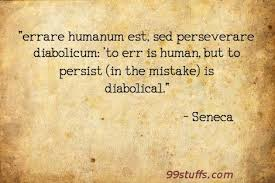 "errare humanum est, sed perseverare
diabolicum: 'to err is human, but to
persist (in the mistake) is
diabolical."
- Seneca
99stuffs.com